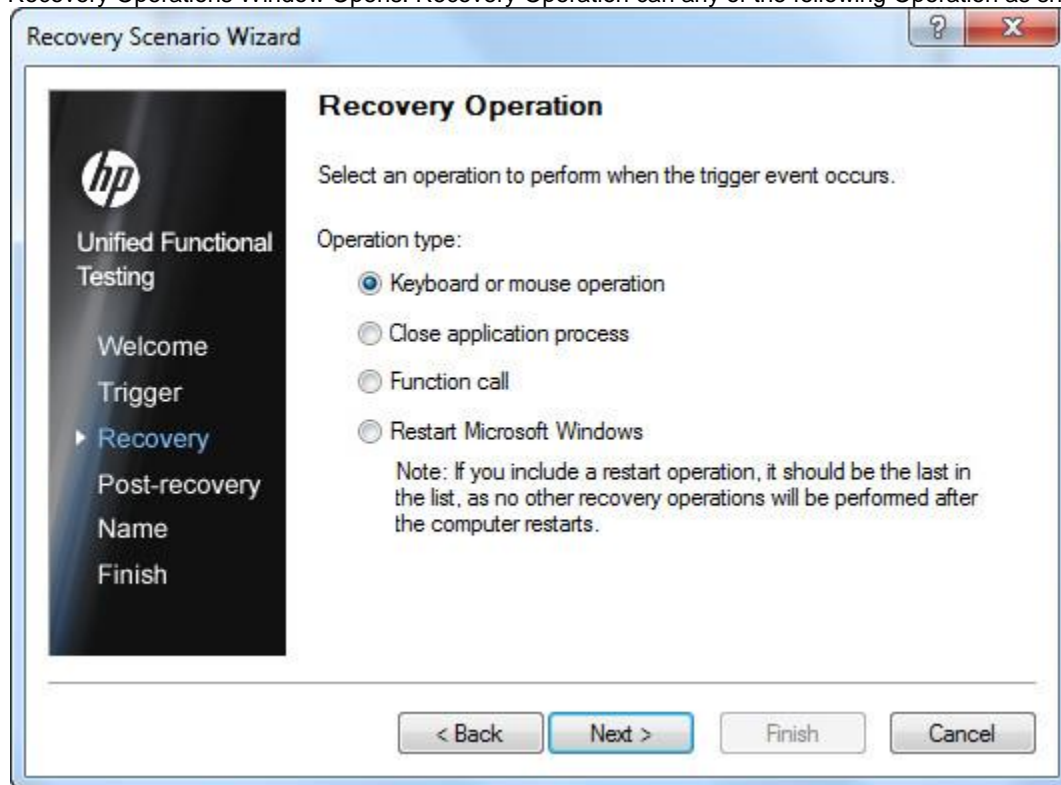 Recovery Operations Window Opens. Recovery Operation can any of the following Operation as
Recovery Scenario Wizard
?
X
hp
Unified Functional
Testing
Welcome
Trigger
Recovery
Post-recovery
Name
Finish
Recovery Operation
Select an operation to perform when the trigger event occurs.
Operation type:
Keyboard or mouse operation
Close application process
Function call
Restart Microsoft Windows
Note: If you include a restart operation, it should be the last in
the list, as no other recovery operations will be performed after
the computer restarts.
< Back
Next >
Finish
Cancel